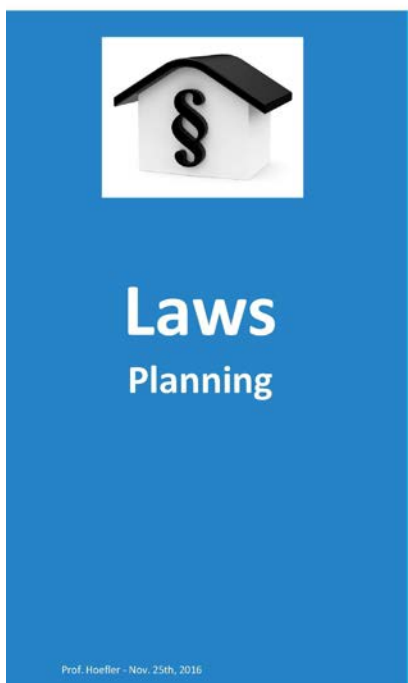 §
Laws
Planning
Prof. Hoefler - Nov. 25th, 2016